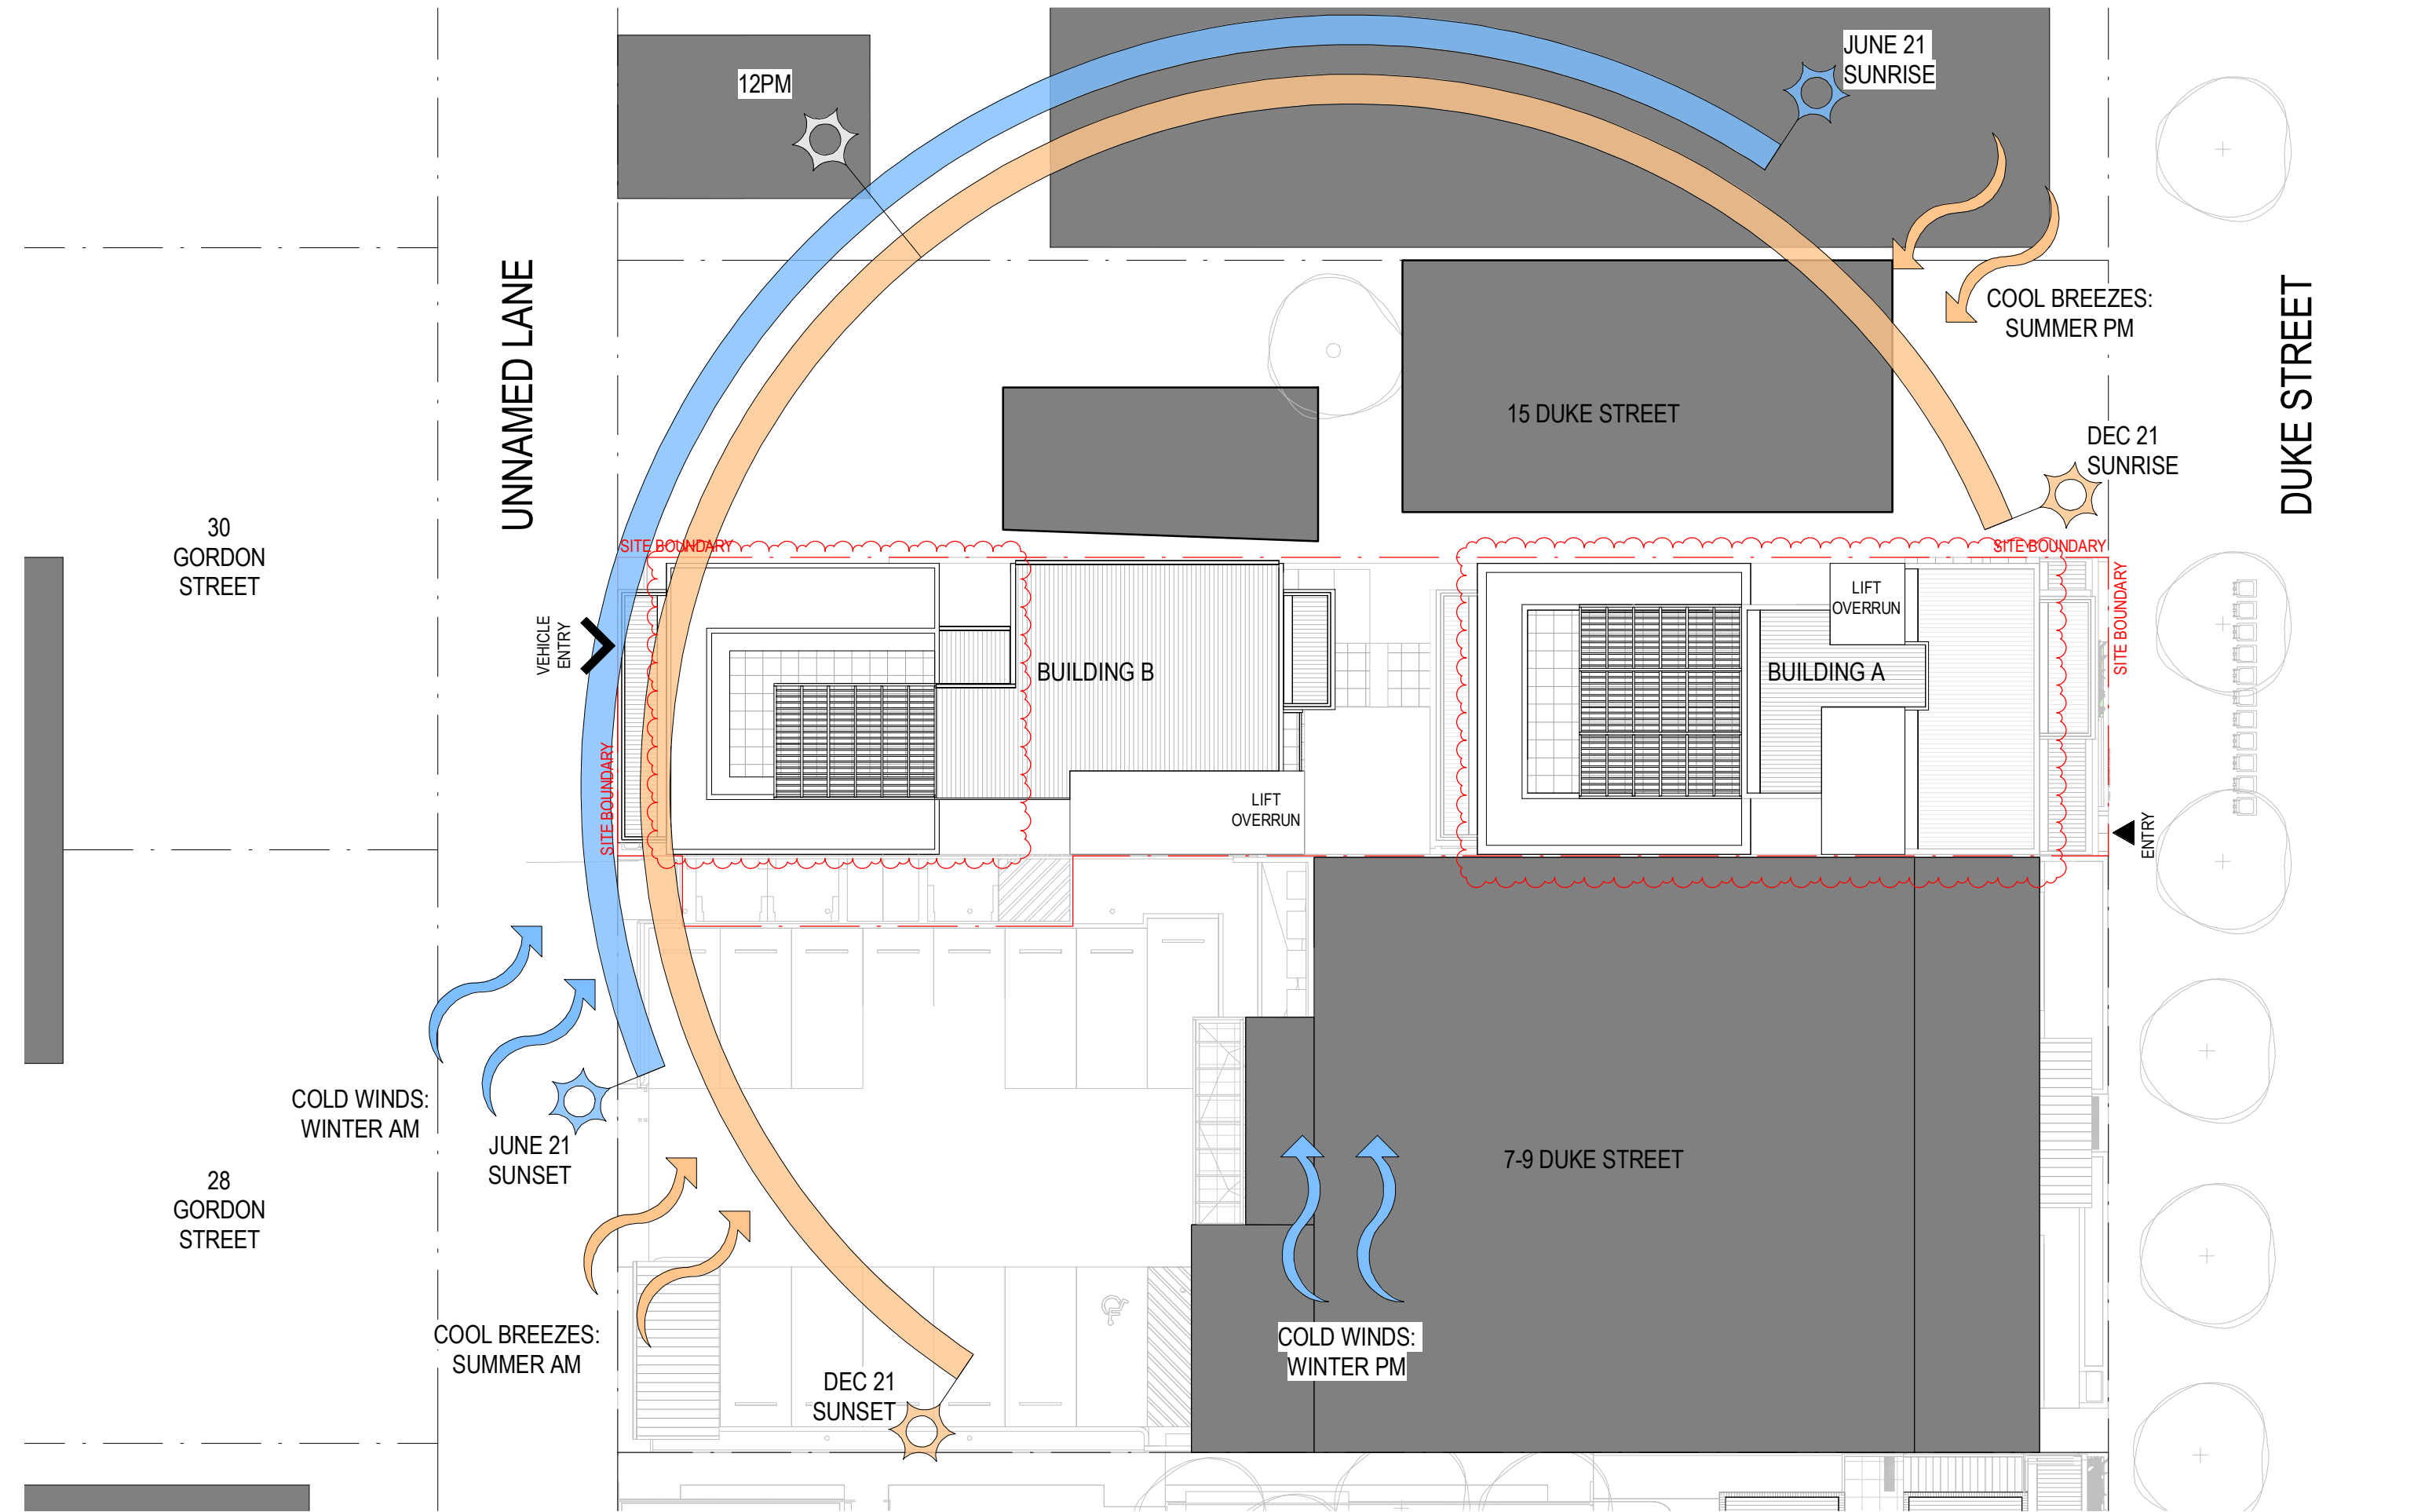 JUNE 21
SUNRISE
12PM
UNNAMED LANE
COOL BREEZES:
SUMMER PM
DUKE STREET
15 DUKE STREET
DEC 21
SUNRISE
30
GORDON
STREET
SITE BOUNDARY
SITE BOUNDARY
SITE BOUNDARY
LIFT
OVERRUN
VEHICLE
ENTRY
BUILDING B
BUILDING A
SITE BOUNDARY
LIFT
OVERRUN
ENTRY
COLD WINDS:
WINTER AM
JUNE 21
SUNSET
7-9 DUKE STREET
28
GORDON
STREET
COOL BREEZES:
SUMMER AM
COLD WINDS:
WINTER PM
DEC 21
SUNSET